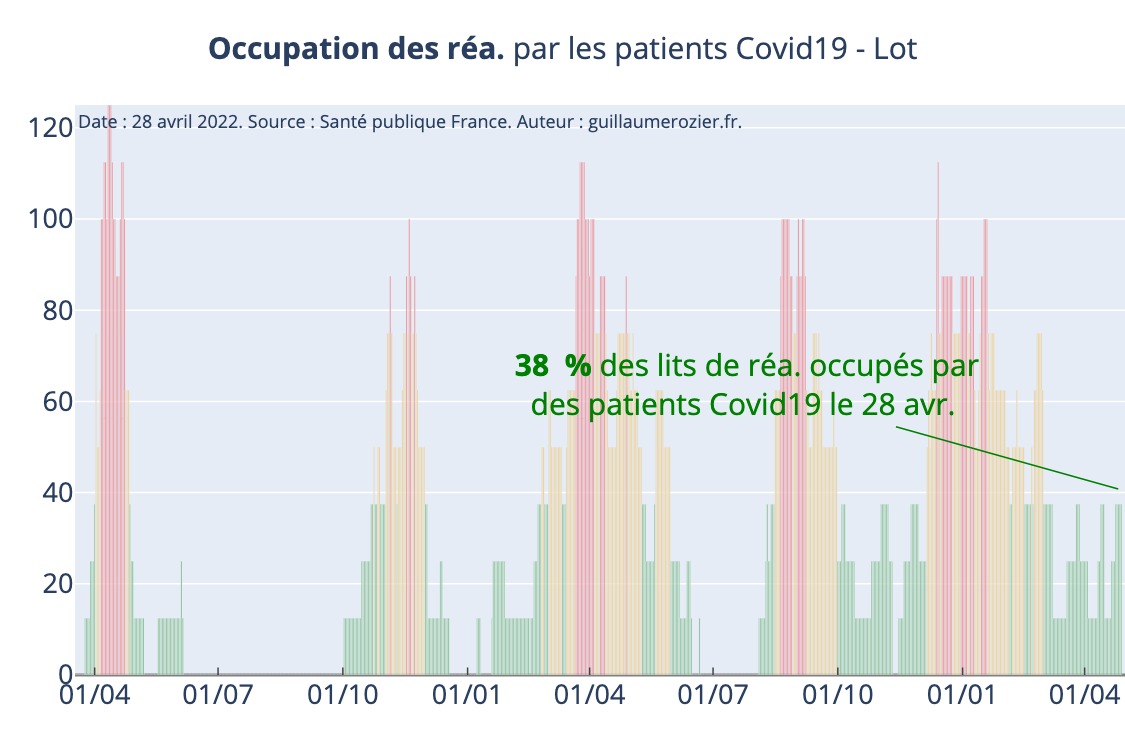 Occupation des réa. par les patients Covid19 - Lot
Date : 28 avril 2022. Source : Santé publique France. Auteur : guillaumerozier.fr.
120
100
80
60
40
20
0
38 % des lits de réa. occupés par
des patients Covid19 le 28 avr.
01/04 01/07 01/10 01/01 01/04 01/07 01/10 01/01 01/04